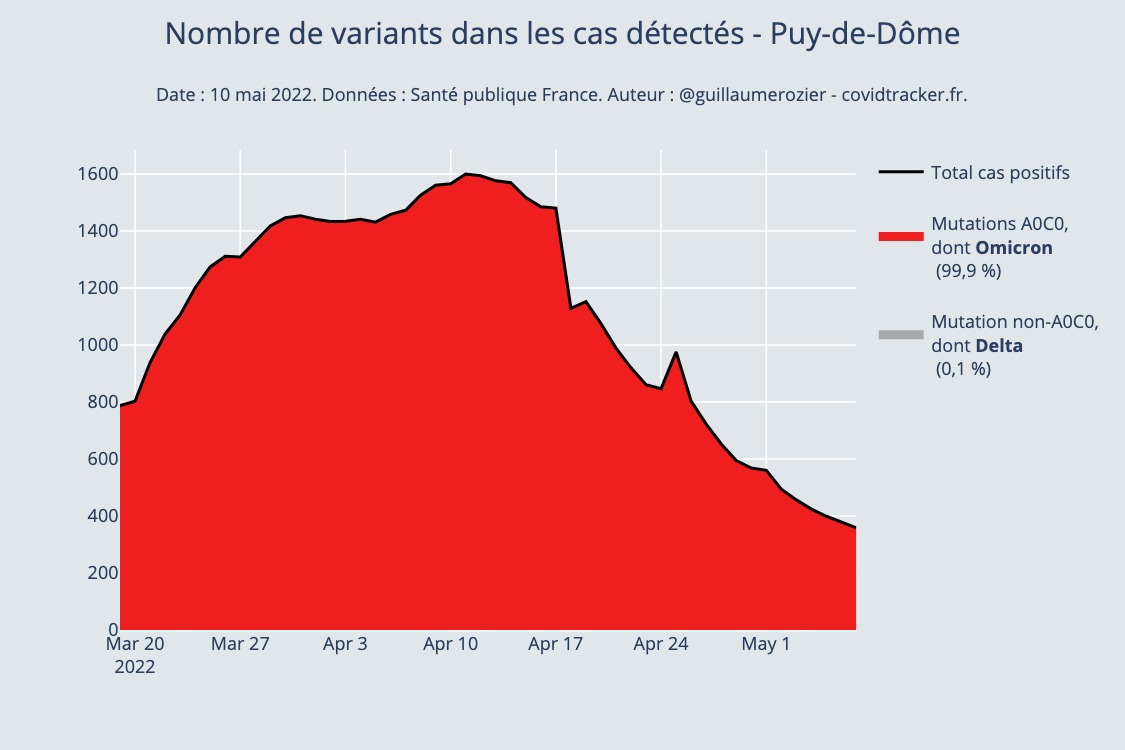 Nombre de variants dans les cas détectés - Puy-de-Dôme
Date : 10 mai 2022. Données : Santé publique France. Auteur : @guillaumerozier - covidtracker.fr.
1600
1400
1200
1000
800
600
400
200
0
Mar 20
2022
Mar 27
Apr 3
Apr 10
Apr 17
Apr 24
May 1
Total cas positifs
Mutations A0C0,
dont Omicron
(99,9 %)
Mutation non-A0C0,
dont Delta
(0,1 %)